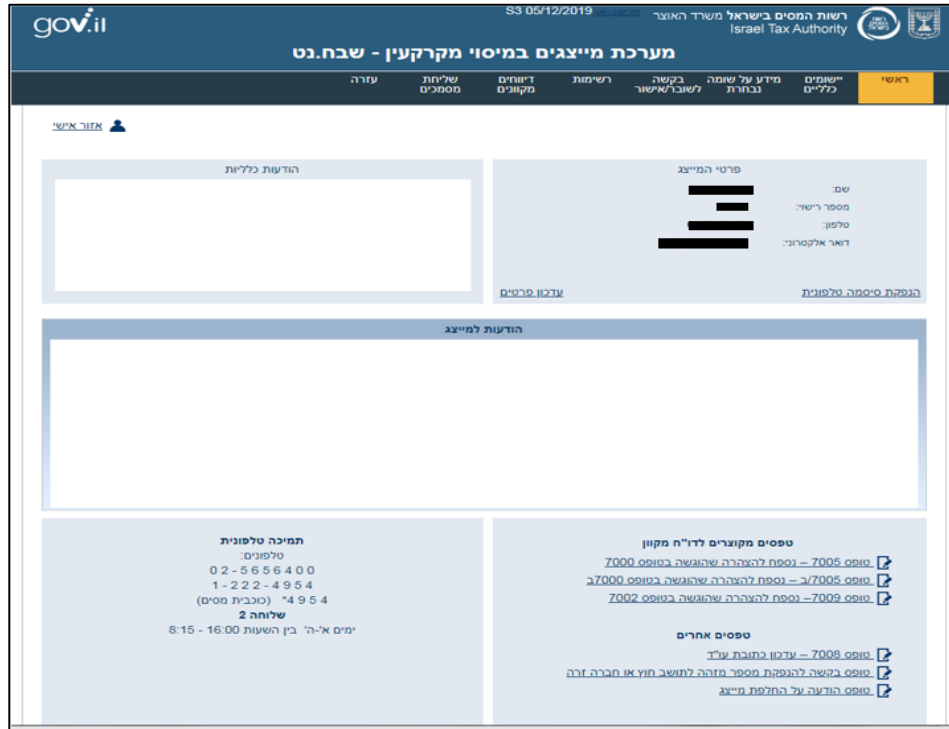 רשות המסים בישראל משרד האוצר
Israel Tax Authority
S3 05/12/2019
gov.il
מערכת מייצגים במיסוי מקרקעין - שבח.נט
ראשי
יישומים כלליים
מידע על שומה נבחרת
בקשה לשובר/אישור
רשימות
דיווחים מקוונים
שליחת מסמכים
עזרה
אזור אישי
פרטי המייצג
שם:
מספר רישוי:
טלפון:
דואר אלקטרוני:
הנפקת סיסמה טלפונית
עדכון פרטים
הודעות כלליות
הודעות למייצג
טפסים מקוצרים לדו"ח מקוון
טופס 7005 – נספח להצהרה שהוגשה בטופס 7000
טופס 7005/ב – נספח להצהרה שהוגשה בטופס 7000ב
טופס 7009– נספח להצהרה שהוגשה בטופס 7002
טפסים אחרים
טופס 7008 – עדכון כתובת עו"ד
טופס בקשה להנפקת מספר מזהה לתושב חוץ או חברה זרה
טופס הודעה על החלפת מייצג
תמיכה טלפונית
טלפונים:
02-5656400
1-222-4954
4954* (כוכבית מסים)
שלוחה 2
ימים א'-ה' בין השעות 16:00 - 8:15